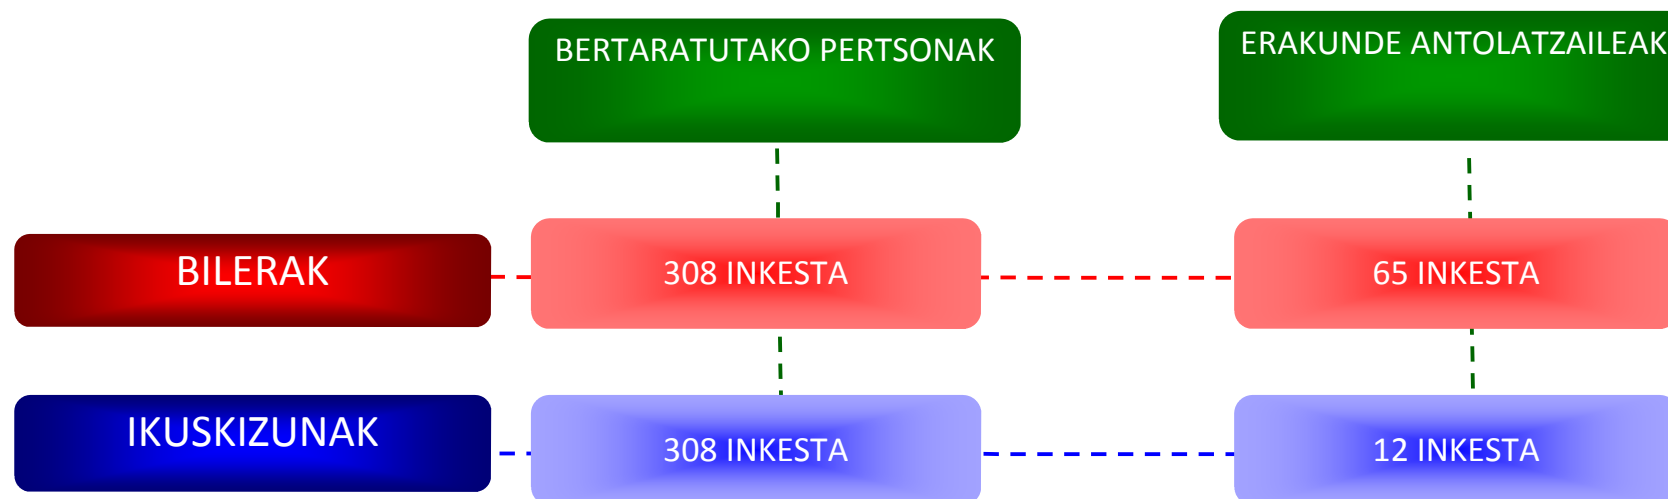 BERTARATUTAKO PERTSONAK
ERAKUNDE ANTOLATZAILEAK
BILERAK
308 INKESTA
65 INKESTA
IKUSKIZUNAK
308 INKESTA
12 INKESTA